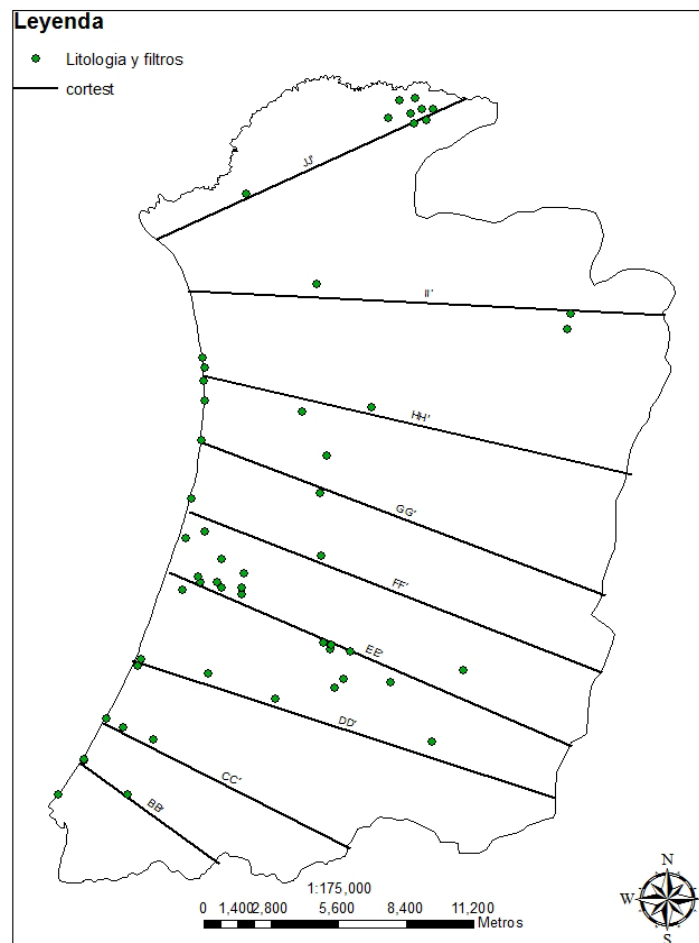 Leyenda
Litologia y filtros
cortest
JJ'
II'
HH'
GG'
FF'
EE'
DD'
CC'
BB'
N
W E
S
1:175,000
0 1,400 2,800 5,600 8,400 11,200
Metros